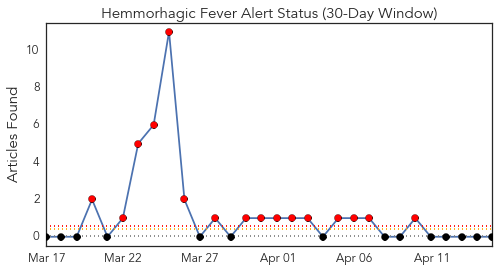 Hemmorhagic Fever Alert Status (30-Day Window)
Articles Found
10
8
6
4
2
0
Mar 17 Mar 22 Mar 27 Apr 01 Apr 06 Apr 11